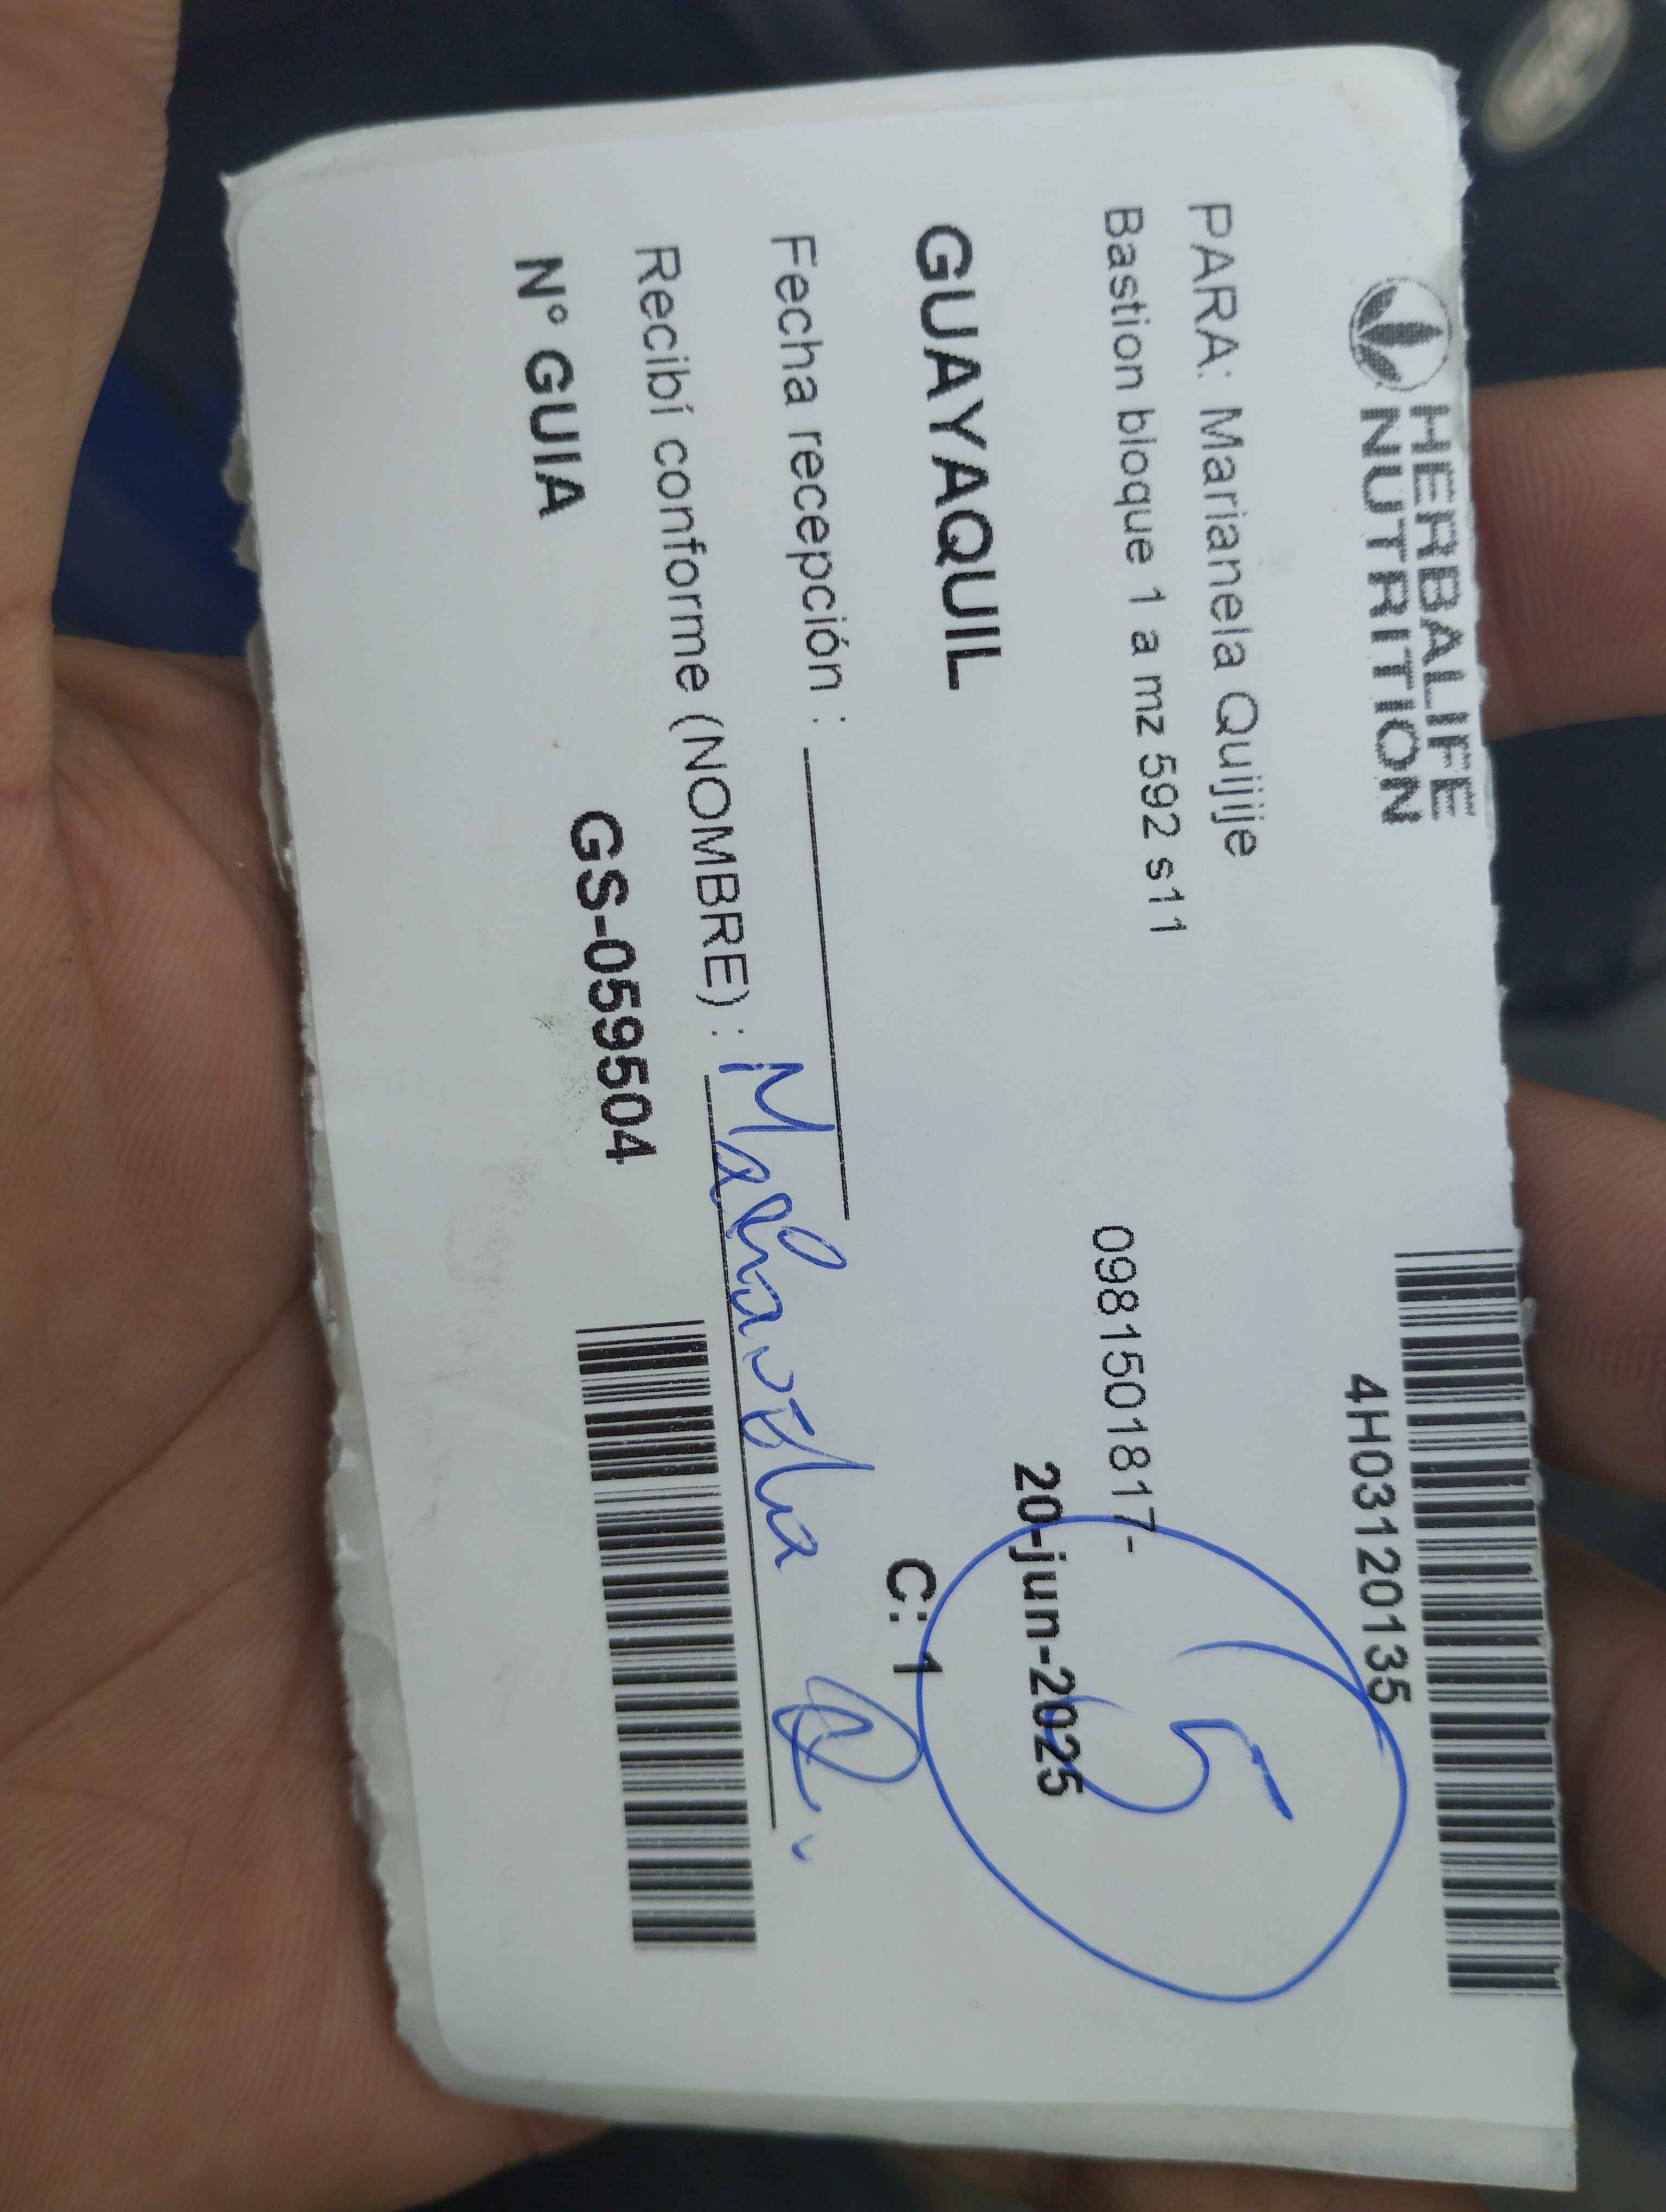 HERBALIFE
NUTRITION
4H03120135
PARA: Marianela Quijije
Bastion bloque 1 a mz 592 s11
0981501817-
5
20-jun-2025
GUAYAQUIL
C: 1
Fecha recepción :
Recibí conforme (NOMBRE) : Marianela Q.
N° GUIA
GS-059504